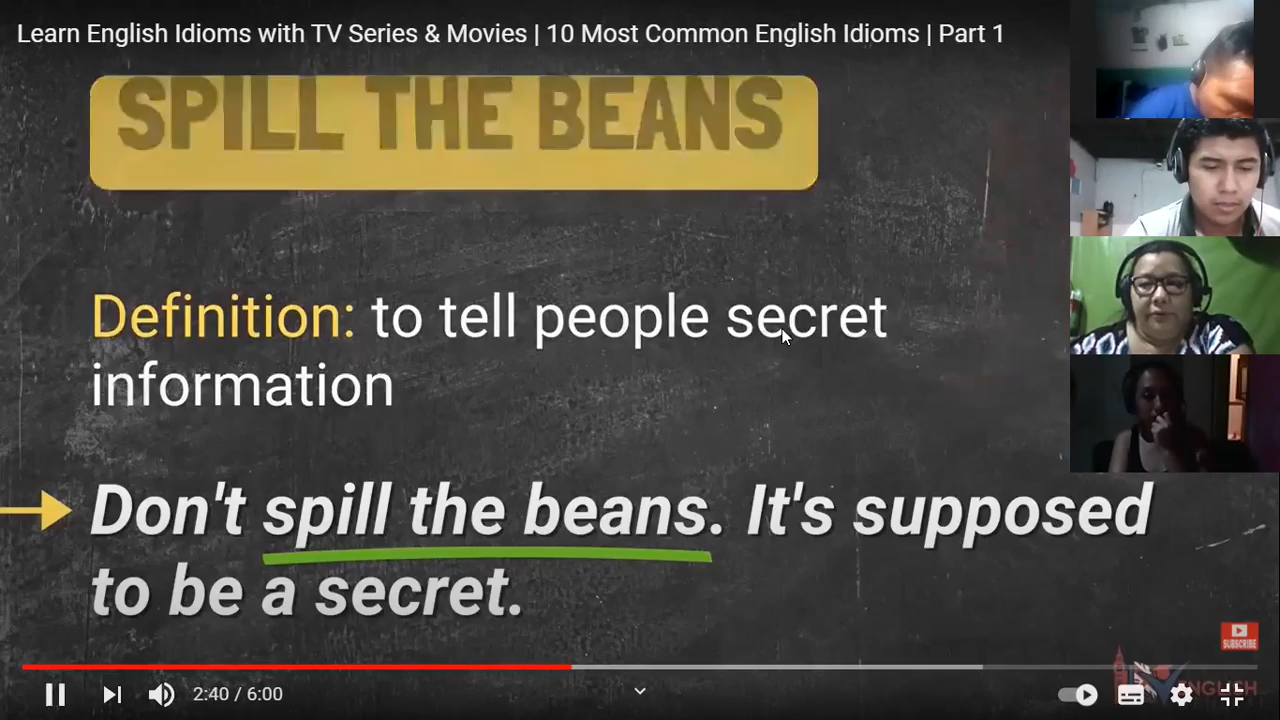 Learn English Idioms with TV Series & Movies | 10 Most Common English Idioms | Part 1
SPILL THE BEANS
Definition: to tell people secret
information
Don't spill the beans. It's supposed
to be a secret.
SUBSCRIBE
ENGLISH
2:40 / 6:00